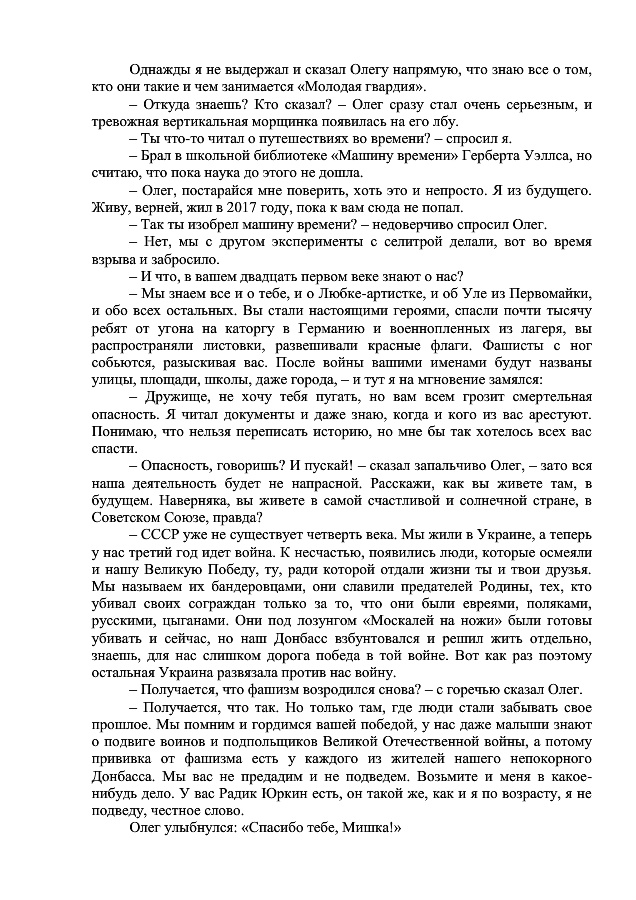 Однажды я не выдержал и сказал Олегу напрямую, что знаю все о том,
кто они такие и чем занимается «Молодая гвардия».
– Откуда знаешь? Кто сказал? – Олег сразу стал очень серьезным, и
тревожная вертикальная морщинка появилась на его лбу.
– Ты что-то читал о путешествиях во времени? – спросил я.
– Брал в школьной библиотеке «Машину времени» Герберта Уэллса, но
считаю, что пока наука до этого не дошла.
– Олег, постарайся мне поверить, хоть это и непросто. Я из будущего.
Живу, верней, жил в 2017 году, пока к вам сюда не попал.
– Так ты изобрел машину времени? – недоверчиво спросил Олег.
– Нет, мы с другом эксперименты с селитрой делали, вот во время
взрыва и забросило.
– И что, в вашем двадцать первом веке знают о нас?
– Мы знаем все и о тебе, и о Любке-артистке, и об Уле из Первомайки,
и обо всех остальных. Вы стали настоящими героями, спасли почти тысячу
ребят от угона на каторгу в Германию и военнопленных из лагеря, вы
распространяли листовки, развешивали красные флаги. Фашисты с ног
собьются, разыскивая вас. После войны вашими именами будут названы
улицы, площади, школы, даже города, – и тут я на мгновение замялся:
– Дружище, не хочу тебя пугать, но вам всем грозит смертельная
опасность. Я читал документы и даже знаю, когда и кого из вас арестуют.
Понимаю, что нельзя переписать историю, но мне бы так хотелось всех вас
спасти.
– Опасность, говоришь? И пускай! – сказал запальчиво Олег, – зато вся
наша деятельность будет не напрасной. Расскажи, как вы живете там, в
будущем. Наверняка, вы живете в самой счастливой и солнечной стране, в
Советском Союзе, правда?
– СССР уже не существует четверть века. Мы жили в Украине, а теперь
у нас третий год идет война. К несчастью, появились люди, которые осмеяли
и нашу Великую Победу, ту, ради которой отдали жизни ты и твои друзья.
Мы называем их бандеровцами, они славили предателей Родины, тех, кто
убивал своих сограждан только за то, что они были евреями, поляками,
русскими, цыганами. Они под лозунгом «Москалей на ножи» были готовы
убивать и сейчас, но наш Донбасс взбунтовался и решил жить отдельно,
знаешь, для нас слишком дорога победа в той войне. Вот как раз поэтому
остальная Украина развязала против нас войну.
– Получается, что фашизм возродился снова? – с горечью сказал Олег.
– Получается, что так. Но только там, где люди стали забывать свое
прошлое. Мы помним и гордимся вашей победой, у нас даже малыши знают
о подвиге воинов и подпольщиков Великой Отечественной войны, а потому
прививка от фашизма есть у каждого из жителей нашего непокорного
Донбасса. Мы вас не предадим и не подведем. Возьмите и меня в какое-
нибудь дело. У вас Радик Юркин есть, он такой же, как и я по возрасту, я не
подведу, честное слово.
Олег улыбнулся: «Спасибо тебе, Мишка!»